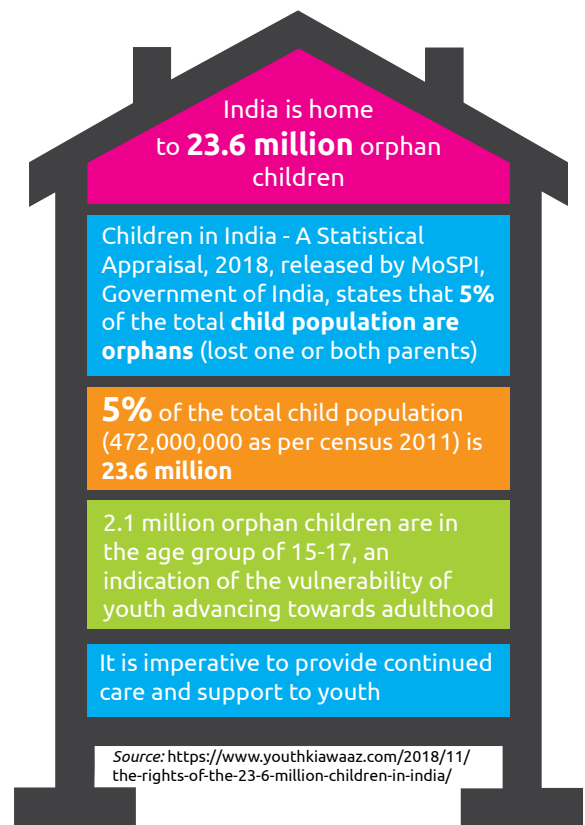 India is home
to 23.6 million orphan
children
Children in India - A Statistical
Appraisal, 2018, released by MoSPI,
Government of India, states that 5%
of the total child population are
orphans (lost one or both parents)
5% of the total child population
(472,000,000 as per census 2011) is
23.6 million
2.1 million orphan children are in
the age group of 15-17, an
indication of the vulnerability of
youth advancing towards adulthood
It is imperative to provide continued
care and support to youth
Source: https://www.youthkiawaaz.com/2018/11/
the-rights-of-the-23-6-million-children-in-india/